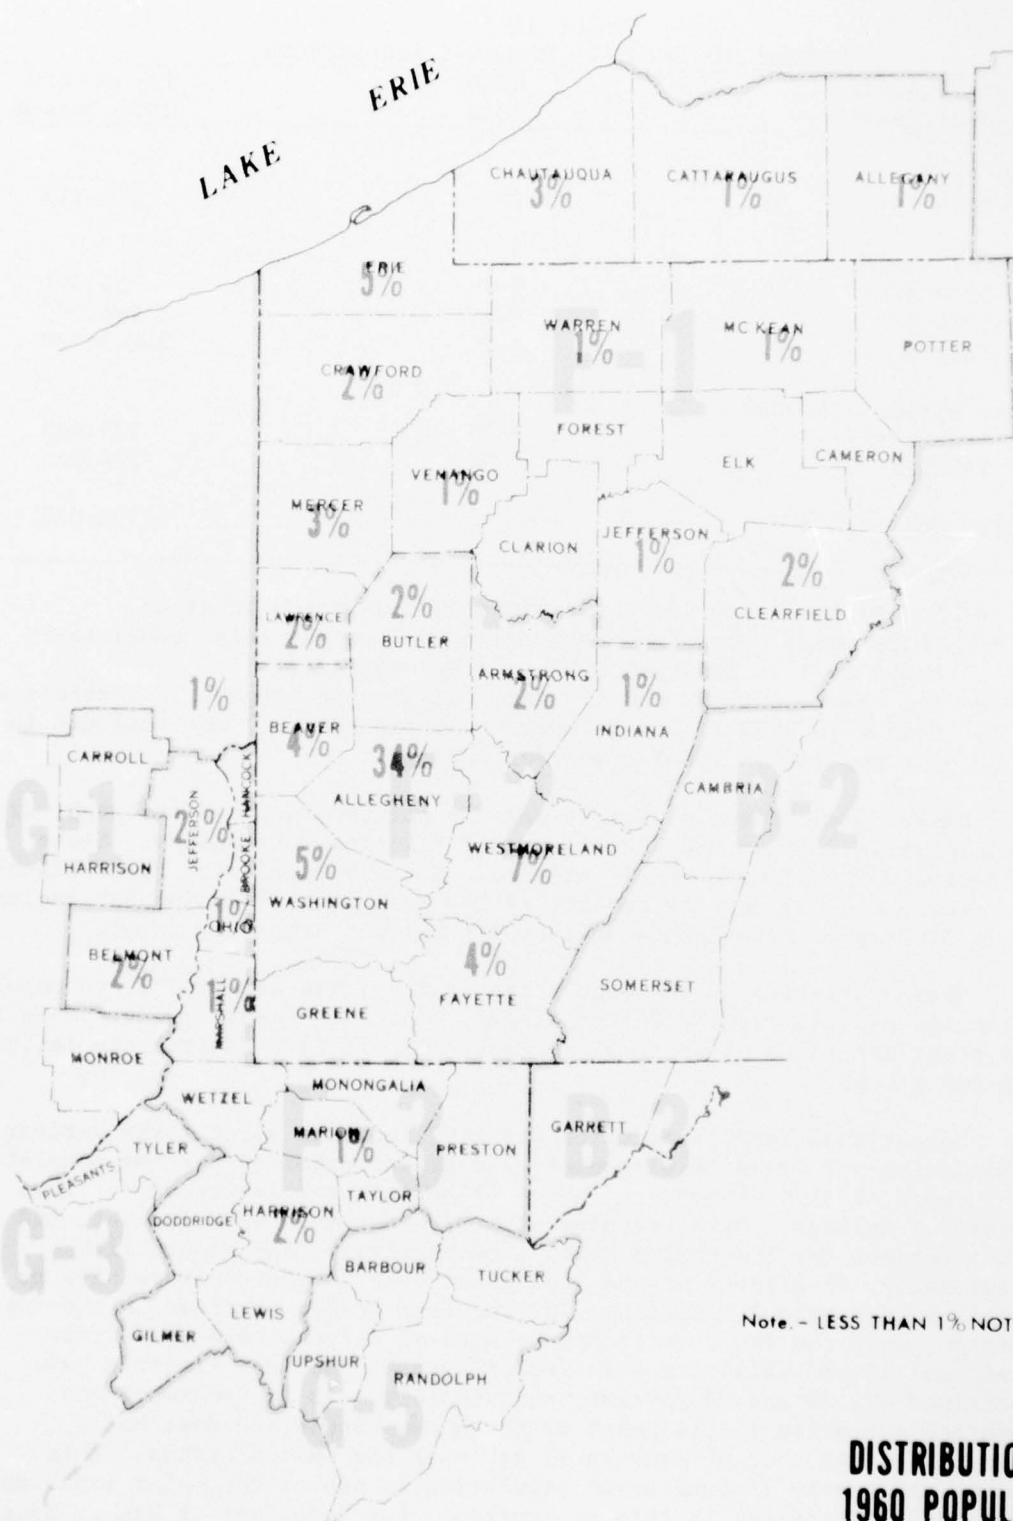 LAKE ERIE
CHAUTAUQUA
3%
CATTARAUGUS
1%
ALLEGANY
1%
ERIE
5%
WARREN
1%
MC KEAN
1%
POTTER
F-1
CRAWFORD
2%
FOREST
ELK
CAMERON
VENANGO
1%
MERCER
3%
CLARION
JEFFERSON
1%
2%
CLEARFIELD
LAWRENCE
2%
2%
BUTLER
ARMSTRONG
2%
1%
INDIANA
1%
BEAVER
4%
CARROLL
34%
ALLEGHENY
CAMBRIA
G-1
F-2
B-2
HANCOCK
JEFFERSON
2%
BROOKE
HARRISON
WESTMORELAND
7%
5%
WASHINGTON
1%
OHIO
BELMONT
2%
4%
FAYETTE
SOMERSET
1%
MARSHALL
GREENE
MONROE
WETZEL
MONONGALIA
MARION
1%
PRESTON
GARRETT
F-3
B-3
TYLER
PLEASANTS
TAYLOR
DODDRIDGE
HARRISON
2%
G-3
BARBOUR
TUCKER
LEWIS
GILMER
UPSHUR
RANDOLPH
G-5
Note.- LESS THAN 1% NOT
DISTRIBUTIO
1960 POPUL